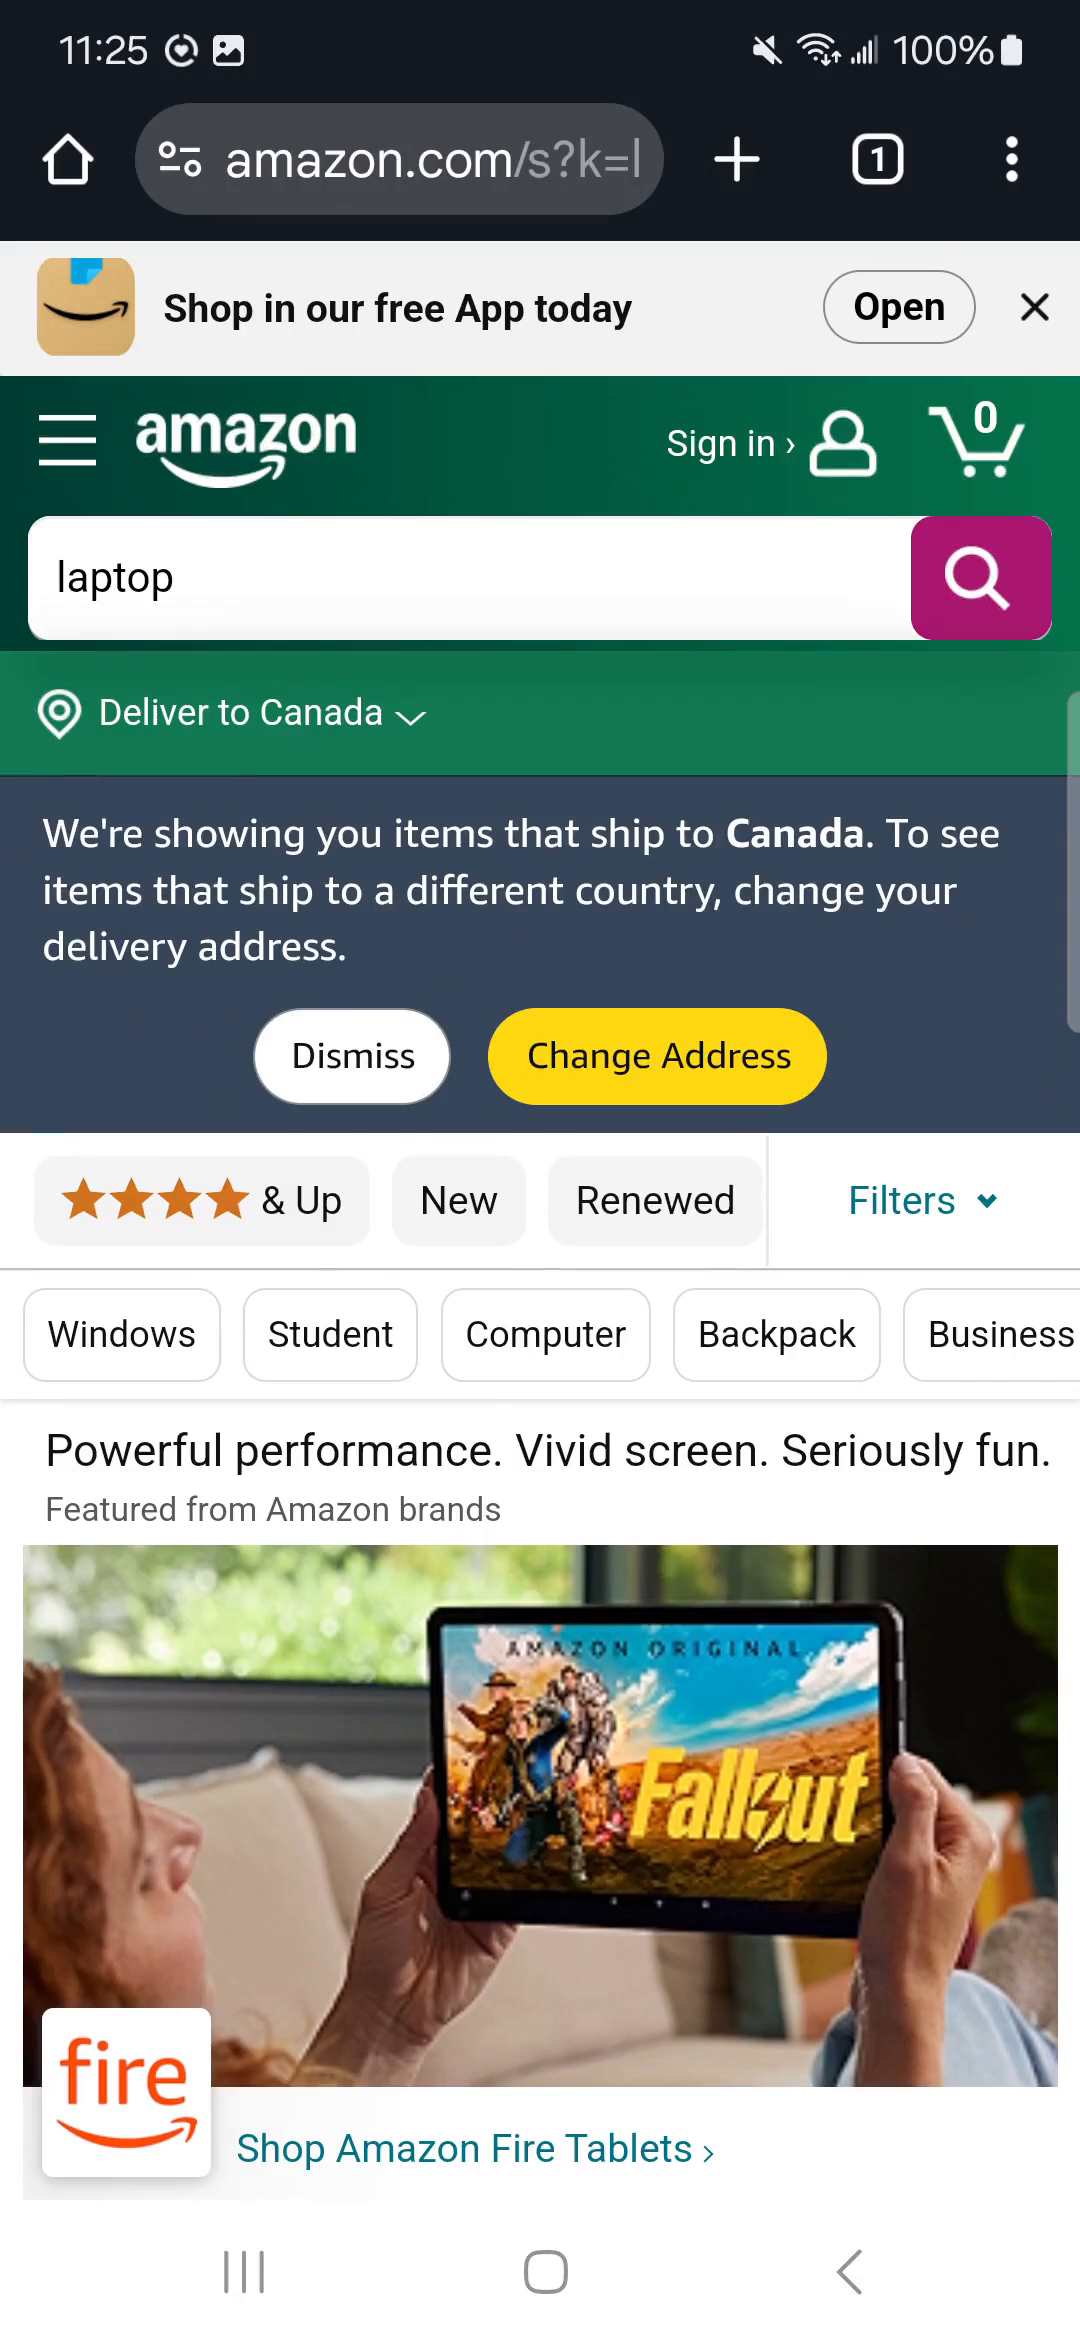 11:25
100%
amazon.com/s?k=l
1
Shop in our free App today
Open
amazon
Sign in ›
0
laptop
Deliver to Canada
We're showing you items that ship to Canada. To see
items that ship to a different country, change your
delivery address.
Dismiss
Change Address
& Up
New
Renewed
Filters
Windows
Student
Computer
Backpack
Business
Powerful performance. Vivid screen. Seriously fun.
Featured from Amazon brands
AMAZON ORIGINAL
Fallout
fire
Shop Amazon Fire Tablets ›